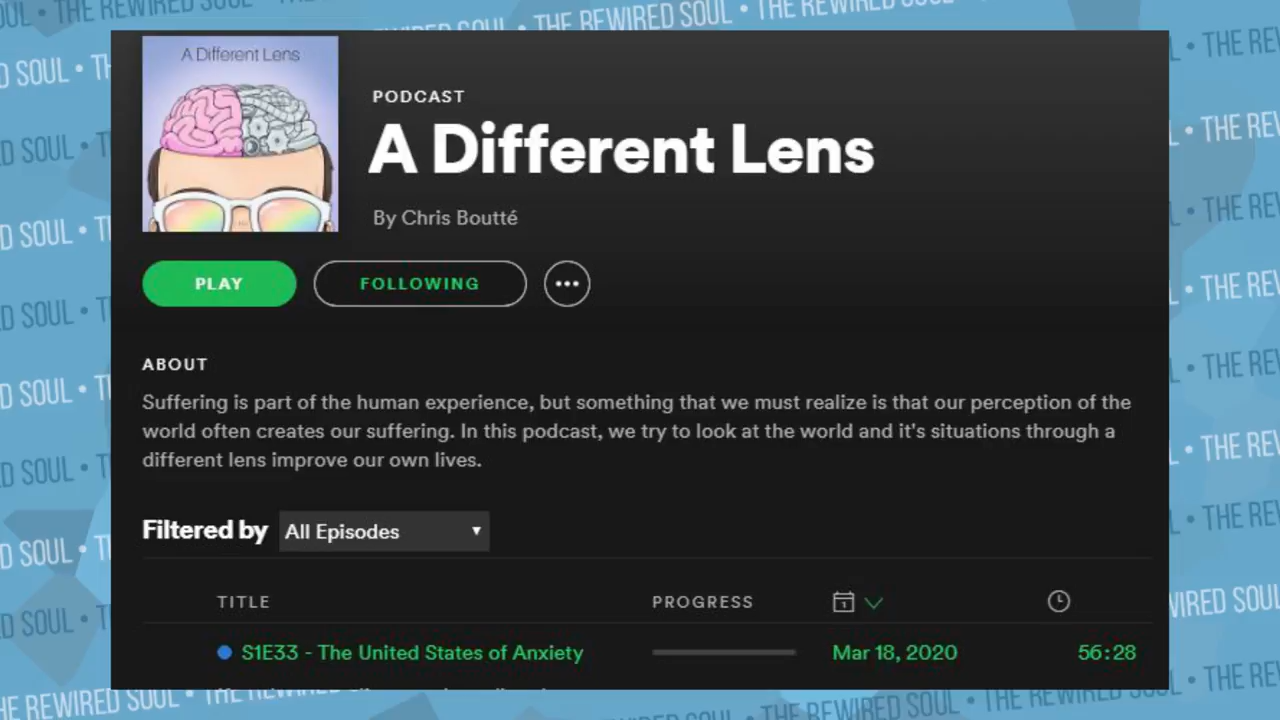 THE REWIRED SOUL • THE REWIRED SOUL
A Different Lens
PODCAST
A Different Lens
By Chris Boutté
PLAY
FOLLOWING
ABOUT
Suffering is part of the human experience, but something that we must realize is that our perception of the
world often creates our suffering. In this podcast, we try to look at the world and it's situations through a
different lens improve our own lives.
Filtered by
All Episodes
TITLE
PROGRESS
S1E33 - The United States of Anxiety
Mar 18, 2020
56:28